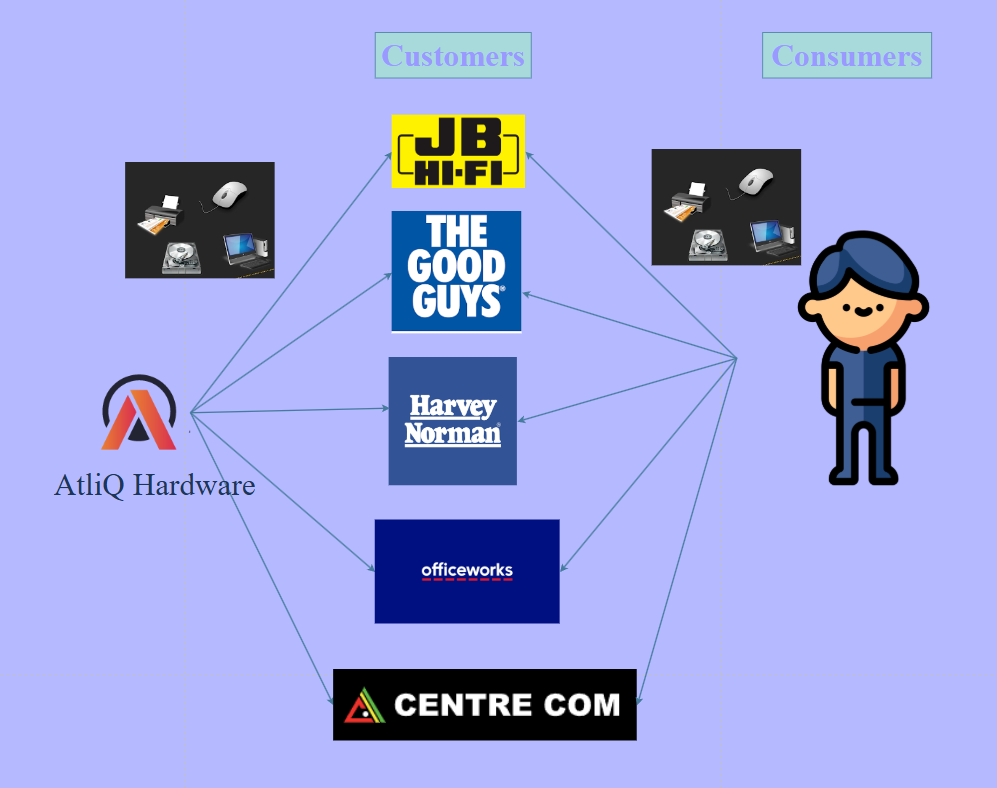 Customers
Consumers
JB
HI-FI
THE
GOOD
GUYS®
Harvey
Norman®
AtliQ Hardware
officeworks
CENTRE COM